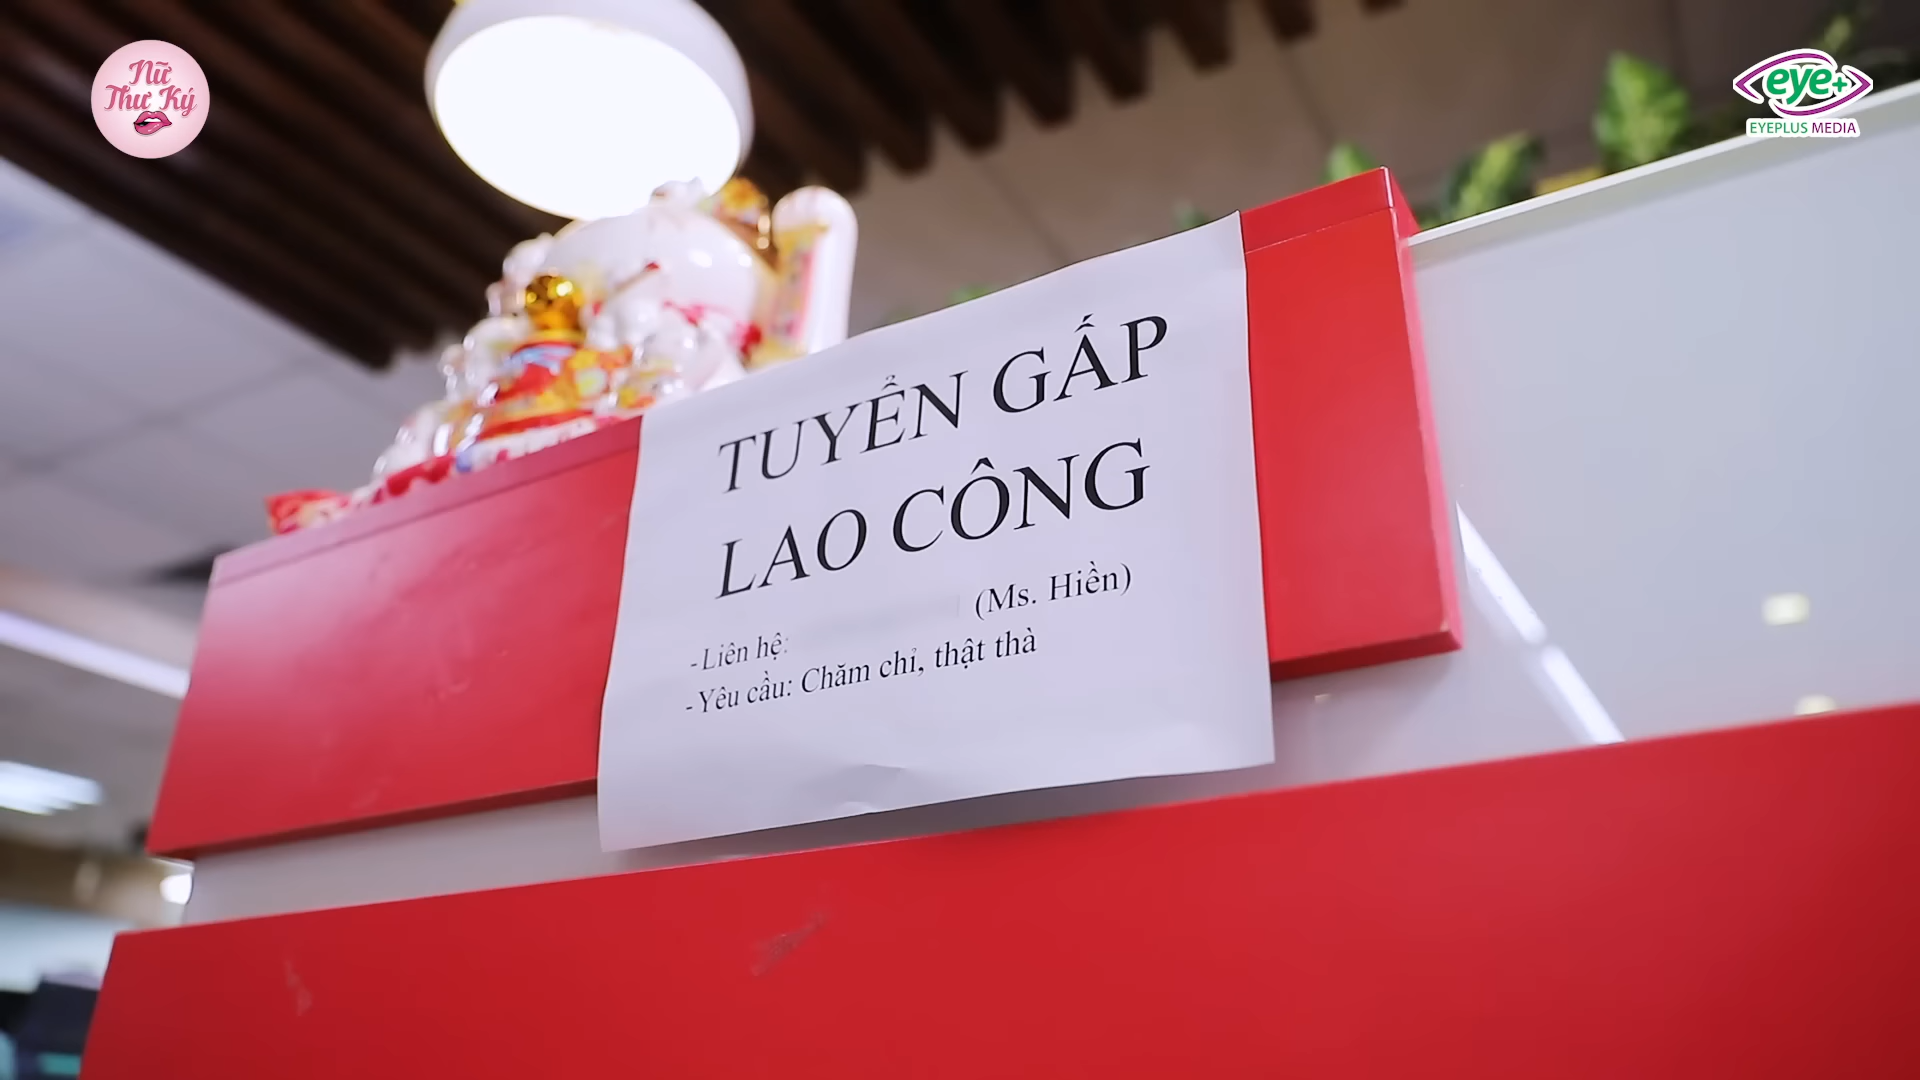 Nữ
Thư Ký
eye+
EYEPLUS MEDIA
TUYỂN GẤP
LAO CÔNG
- Liên hệ: (Ms. Hiền)
- Yêu cầu: Chăm chỉ, thật thà